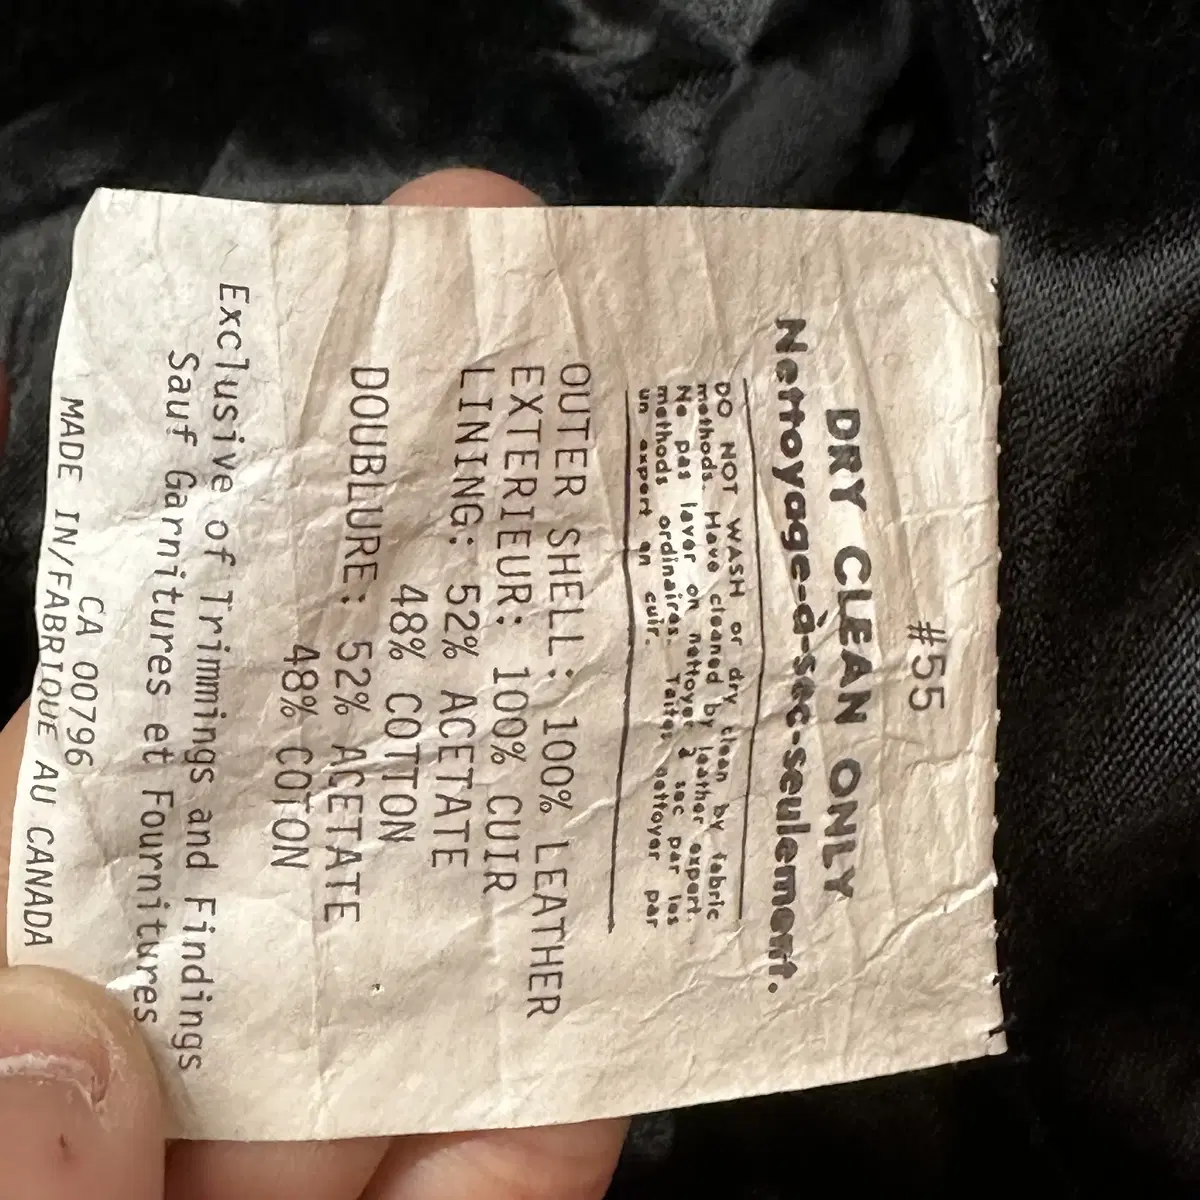 #55
DRY CLEAN ONLY
Nettoyage-à-sec-seulement.
DO NOT WASH or dry clean by fabric
methods. Have cleaned by leather expert.
Ne pas laver on nettoyer à sec par les
methods ordinaires. Taites nettoyer par
un expert en cuir.
OUTER SHELL: 100% LEATHER
EXTERIEUR: 100% CUIR
LINING: 52% ACETATE
48% COTTON
DOUBLURE: 52% ACETATE
48% COTON
Exclusive of Trimmings and Findings
Sauf Garnitures et Fournitures
CA 00796
MADE IN/FABRIQUE AU CANADA